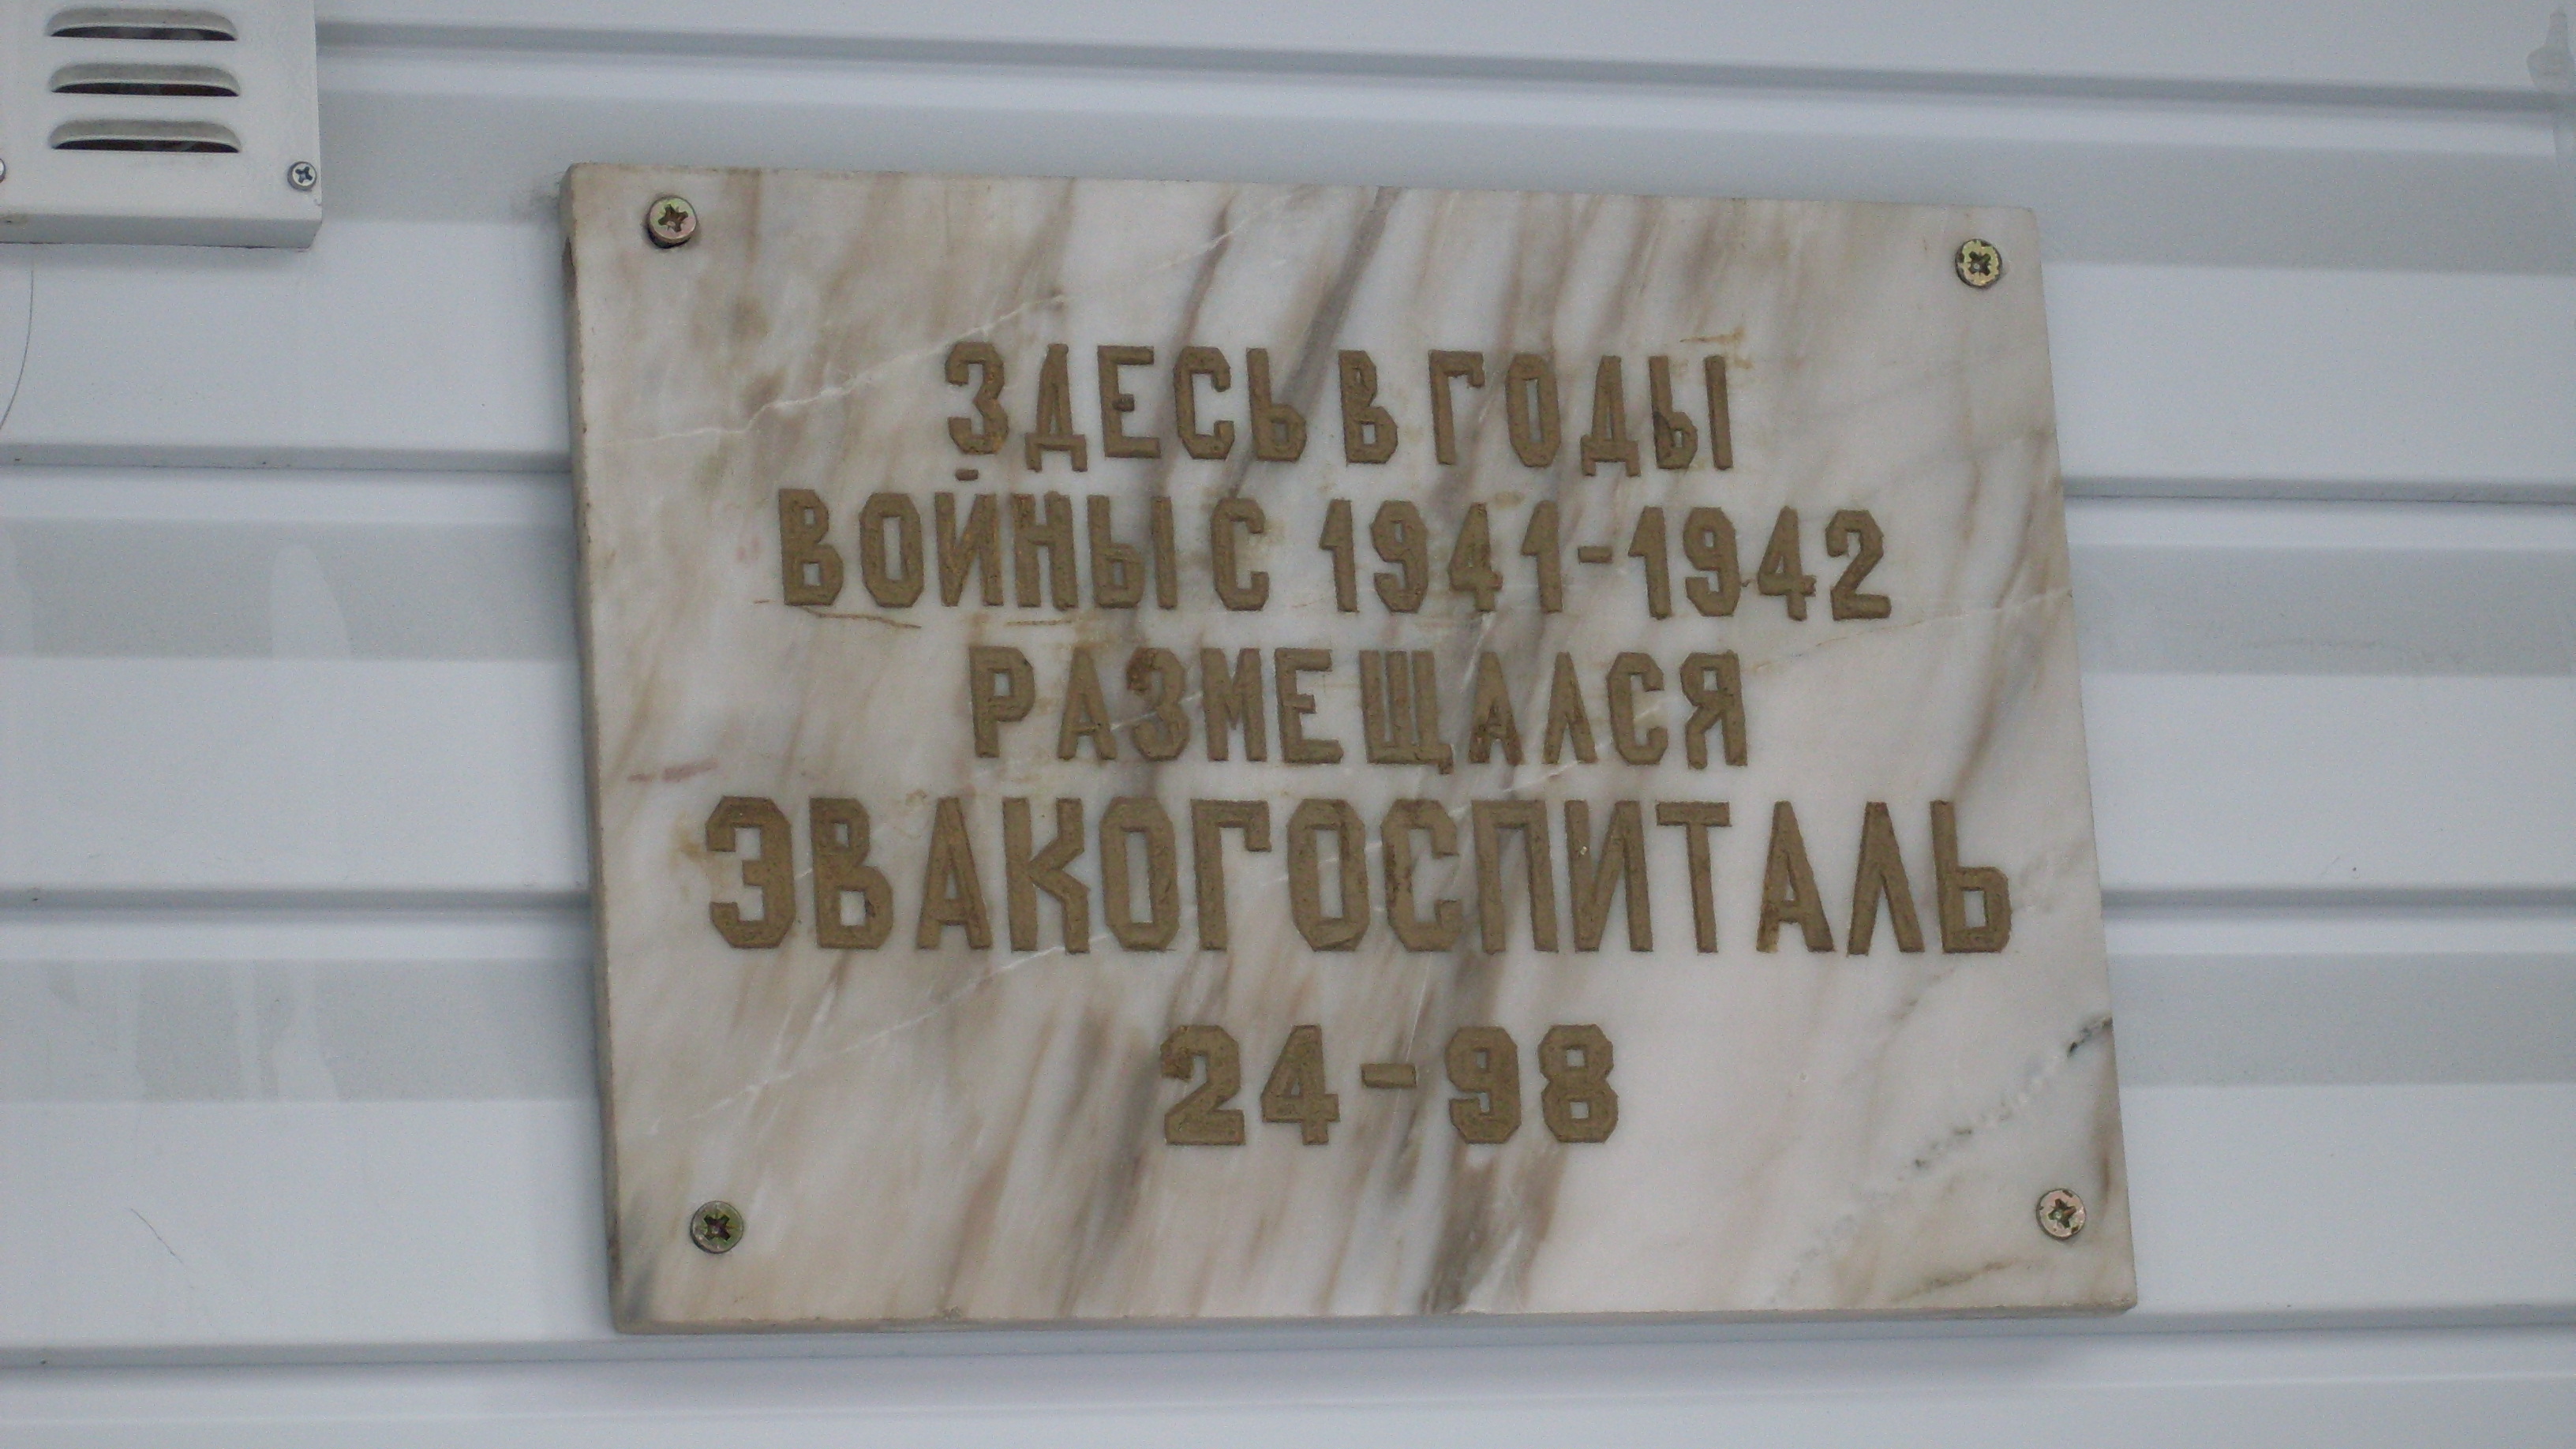 ЗДЕСЬ В ГОДЫ
ВОЙНЫ С 1941-1942
РАЗМЕЩАЛСЯ
ЭВАКОГОСПИТАЛЬ
24-98